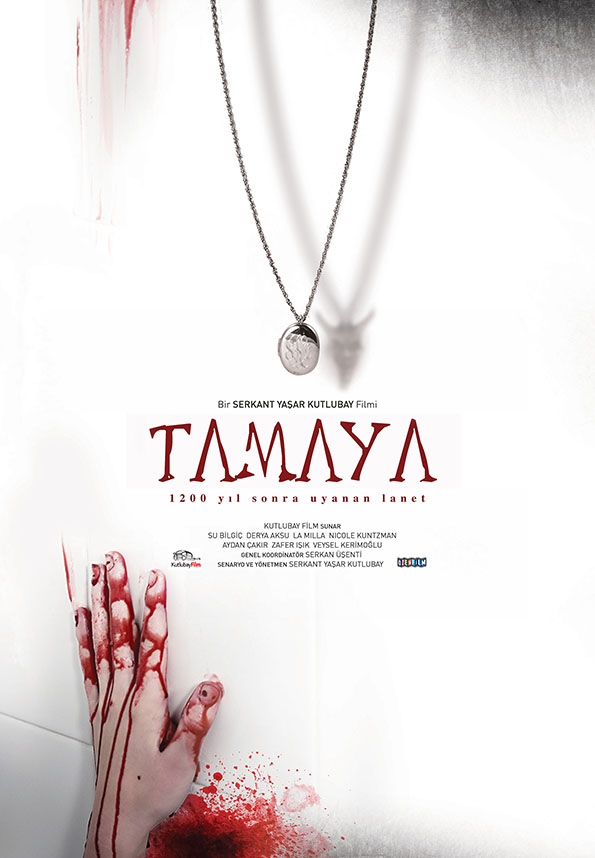 Bir SERKANT YAŞAR KUTLUBAY Filmi
TAMAYA
1200 yıl sonra uyanan lanet
KUTLUBAY FİLM SUNAR
SU BİLGİÇ DERYA AKSU LA MILLA NICOLE KUNTZMAN
AYDAN ÇAKIR ZAFER IŞIK VEYSEL KERİMOĞLU
GENEL KOORDİNATÖR SERKAN ÜŞENTİ
SENARYO VE YÖNETMEN SERKANT YAŞAR KUTLUBAY
KutlubayFilm